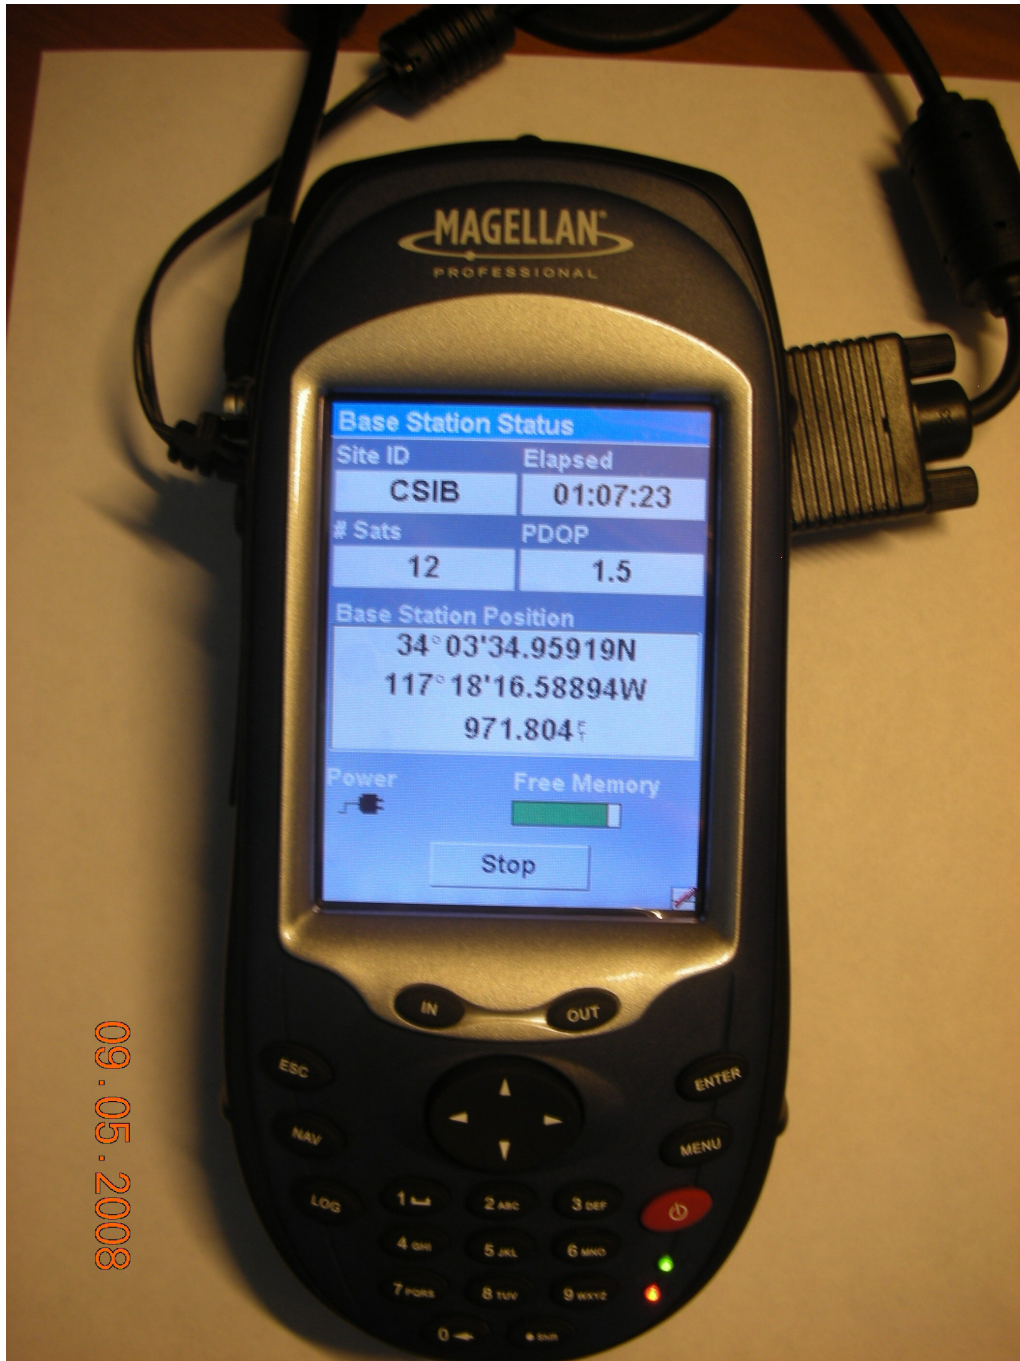 MAGELLAN®
PROFESSIONAL
Base Station Status
Site ID Elapsed
CSIB 01:07:23
# Sats PDOP
12 1.5
Base Station Position
34°03'34.95919N
117°18'16.58894W
971.804FT
Power Free Memory
Stop
IN OUT
ESC ENTER
NAV MENU
LOG 1 2 ABC 3 DEF
4 GHI 5 JKL 6 MNO
7 PQRS 8 TUV 9 WXYZ
0 Shift
09.05.2008